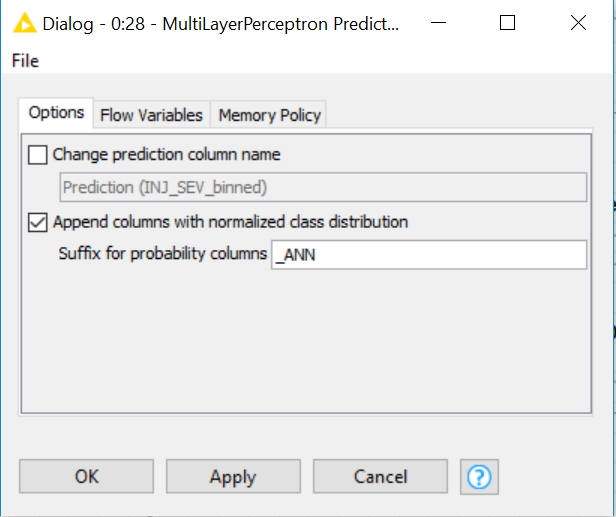 Dialog - 0:28 - MultiLayerPerceptron Predict...
File
Options Flow Variables Memory Policy
Change prediction column name
Prediction (INJ_SEV_binned)
Append columns with normalized class distribution
Suffix for probability columns _ANN
OK Apply Cancel ?